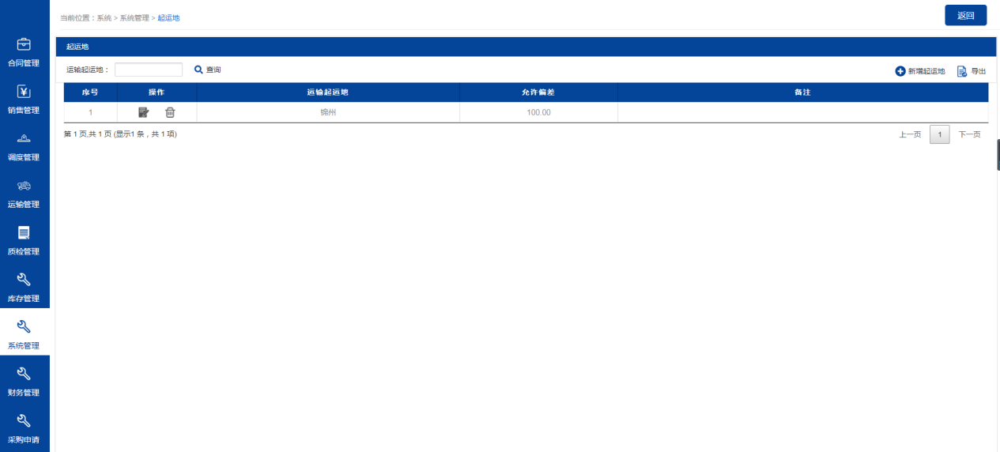 当前位置：系统 > 系统管理 > 起运地
返回
合同管理
销售管理
调度管理
运输管理
质检管理
库存管理
系统管理
财务管理
采购申请
起运地
运输起运地： 查询 新增起运地 导出
序号 操作 运输起运地 允许偏差 备注
1 锦州 100.00
第 1 页,共 1 页 (显示1 条，共 1 项) 上一页 1 下一页